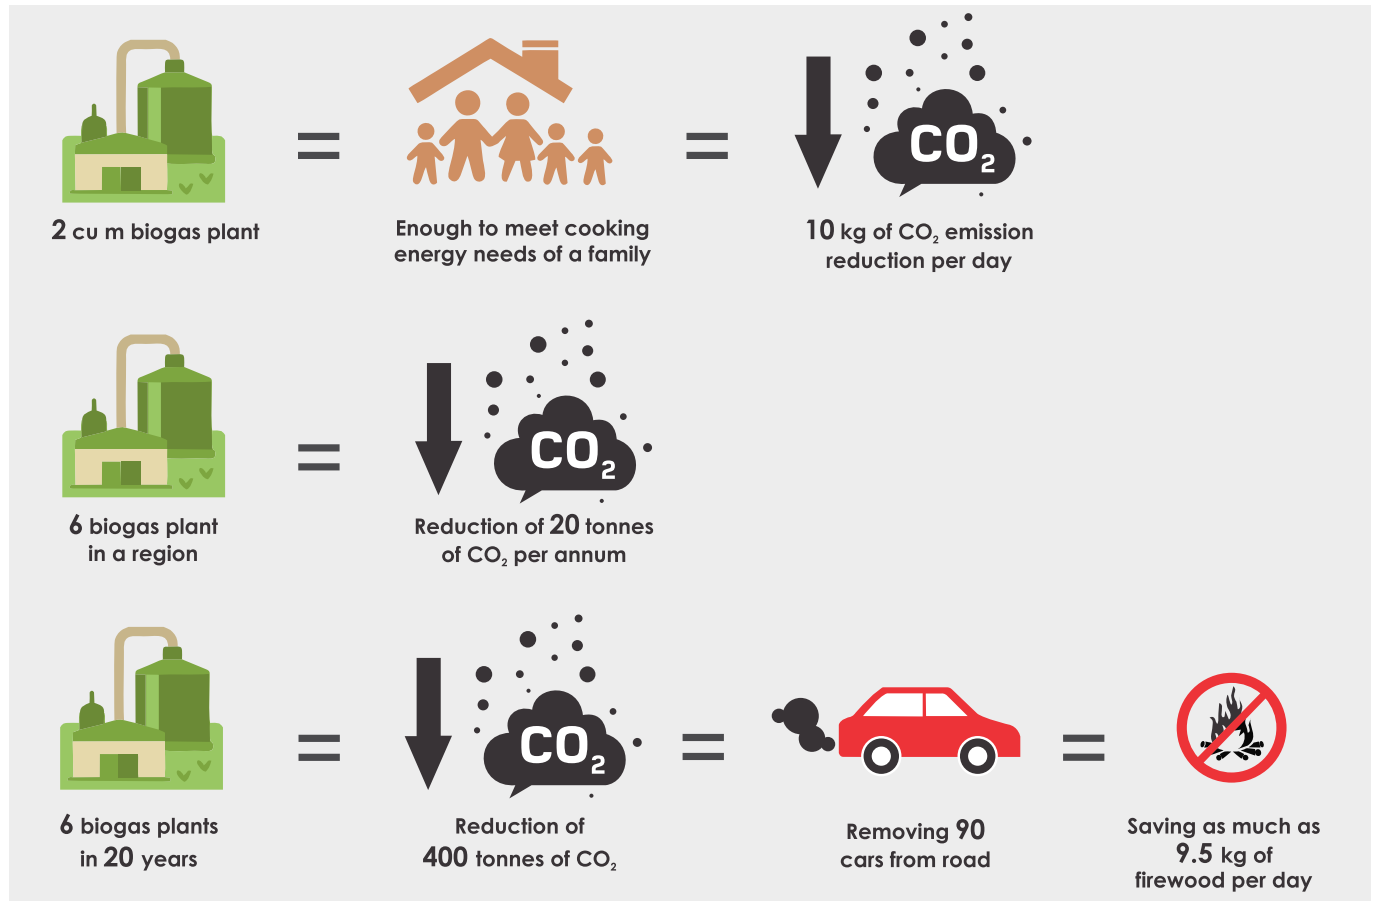 CO2
2 cu m biogas plant
Enough to meet cooking
energy needs of a family
10 kg of CO2 emission
reduction per day
CO2
6 biogas plant
in a region
Reduction of 20 tonnes
of CO2 per annum
CO2
6 biogas plants
in 20 years
Reduction of
400 tonnes of CO2
Removing 90
cars from road
Saving as much as
9.5 kg of
firewood per day